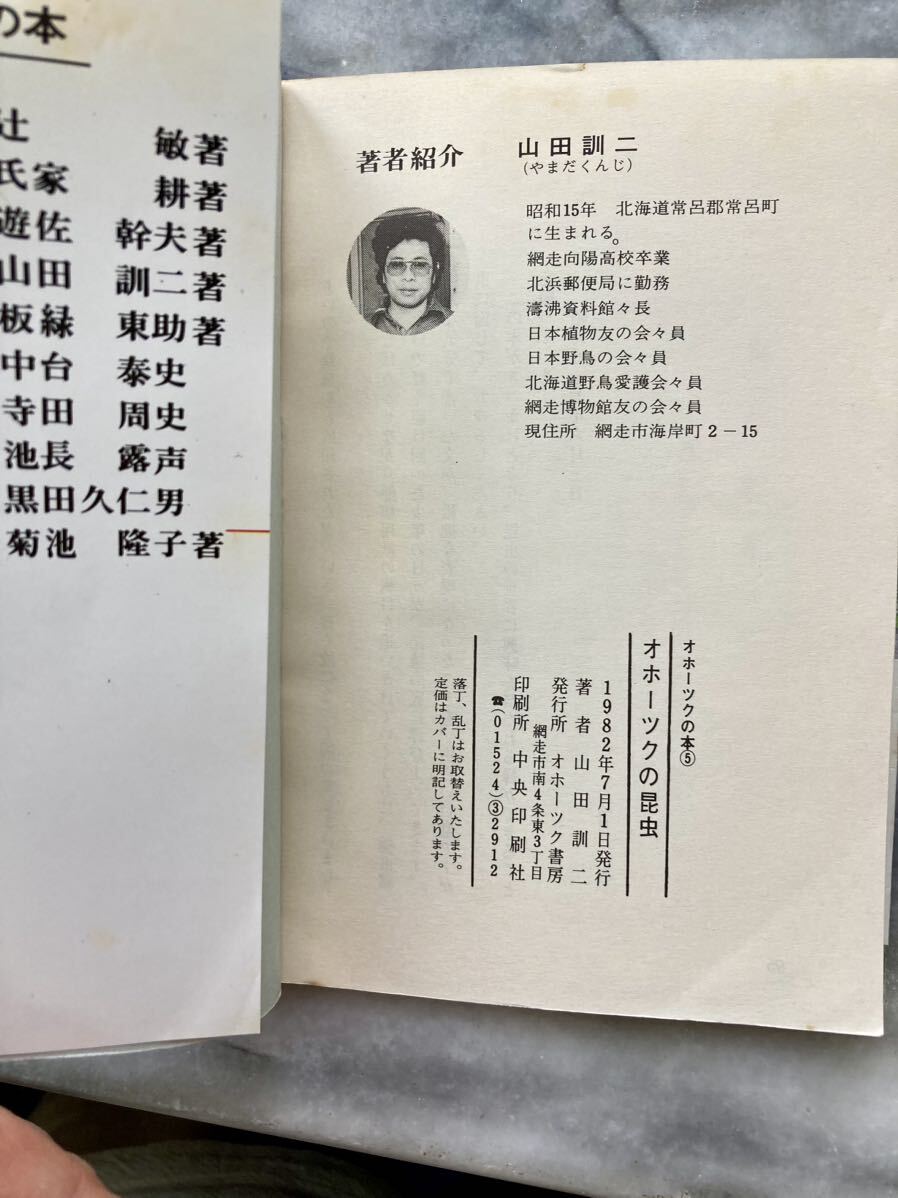 の本
辻 敏著
氏家 耕著
遊佐 幹夫著
山田 訓二著
板緑 東助著
中台 泰史
寺田 周史
池長 露声
黒田久仁男
菊池 隆子著
著者紹介
山田訓二
(やまだくんじ)
昭和15年 北海道常呂郡常呂町
に生まれる。
網走向陽高校卒業
北浜郵便局に勤務
濤沸資料館々長
日本植物友の会々員
日本野鳥の会々員
北海道野鳥愛護会々員
網走博物館友の会々員
現住所 網走市海岸町2-15
オホーツクの本⑤
オホーツクの昆虫
1982年7月1日発行
著者 山田訓二
発行所 オホーツク書房
網走市南4条東3丁目
印刷所 中央印刷社
☎(01524)③2912
落丁、乱丁はお取替えいたします。
定価はカバーに明記してあります。